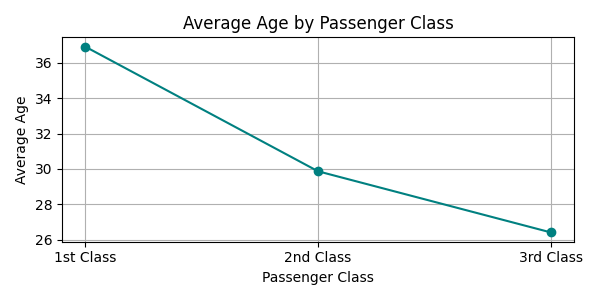 Average Age by Passenger Class
Average Age
36
34
32
30
28
26
1st Class 2nd Class 3rd Class
Passenger Class